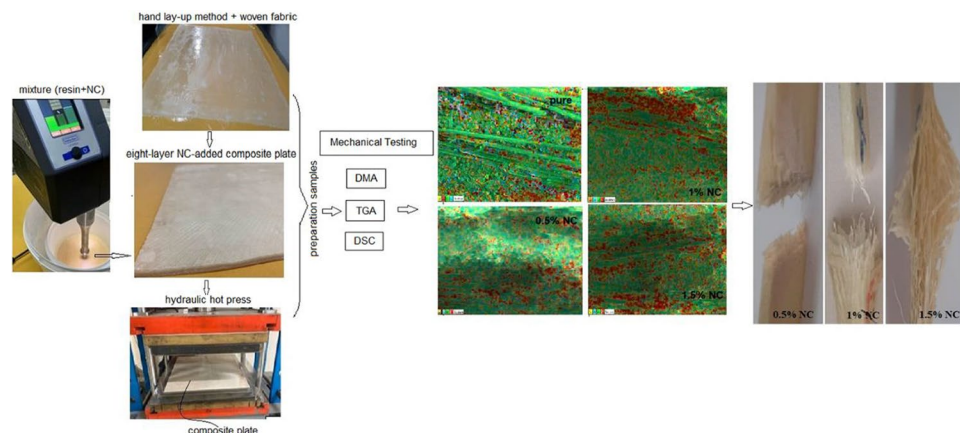 hand lay-up method + woven fabric
mixture (resin+NC)
eight-layer NC-added composite plate
hydraulic hot press
composite plate
preparation samples
Mechanical Testing
DMA
TGA
DSC
pure
1% NC
0.5% NC
1.5% NC
0.5% NC
1% NC
1.5% NC